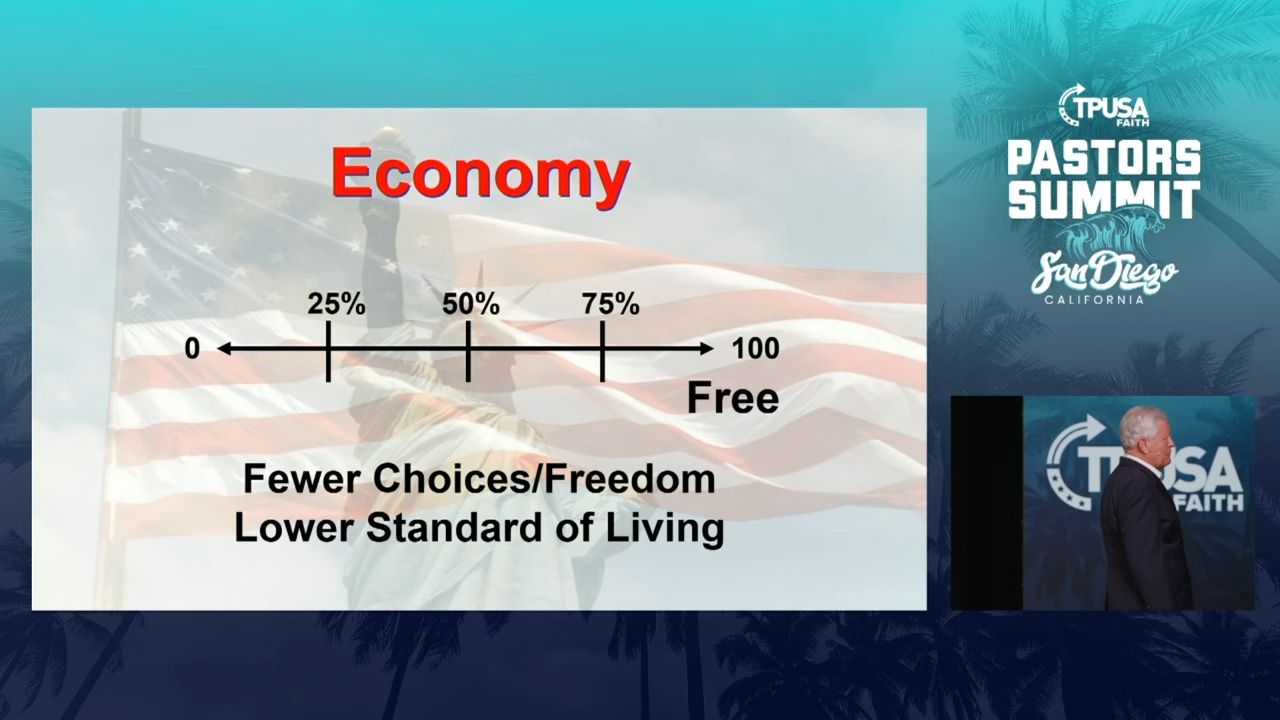 Economy
25% 50% 75%
0 100
Free
Fewer Choices/Freedom
Lower Standard of Living
TPUSA
FAITH
PASTORS
SUMMIT
San Diego
CALIFORNIA
TPUSA
FAITH